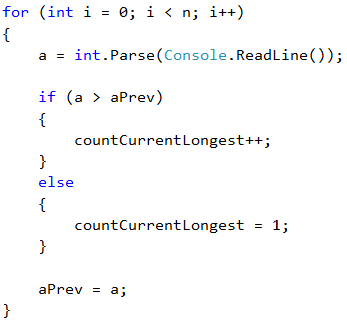 for (int i = 0; i < n; i++)
{
    a = int.Parse(Console.ReadLine());

    if (a > aPrev)
    {
        countCurrentLongest++;
    }
    else
    {
        countCurrentLongest = 1;
    }

    aPrev = a;
}